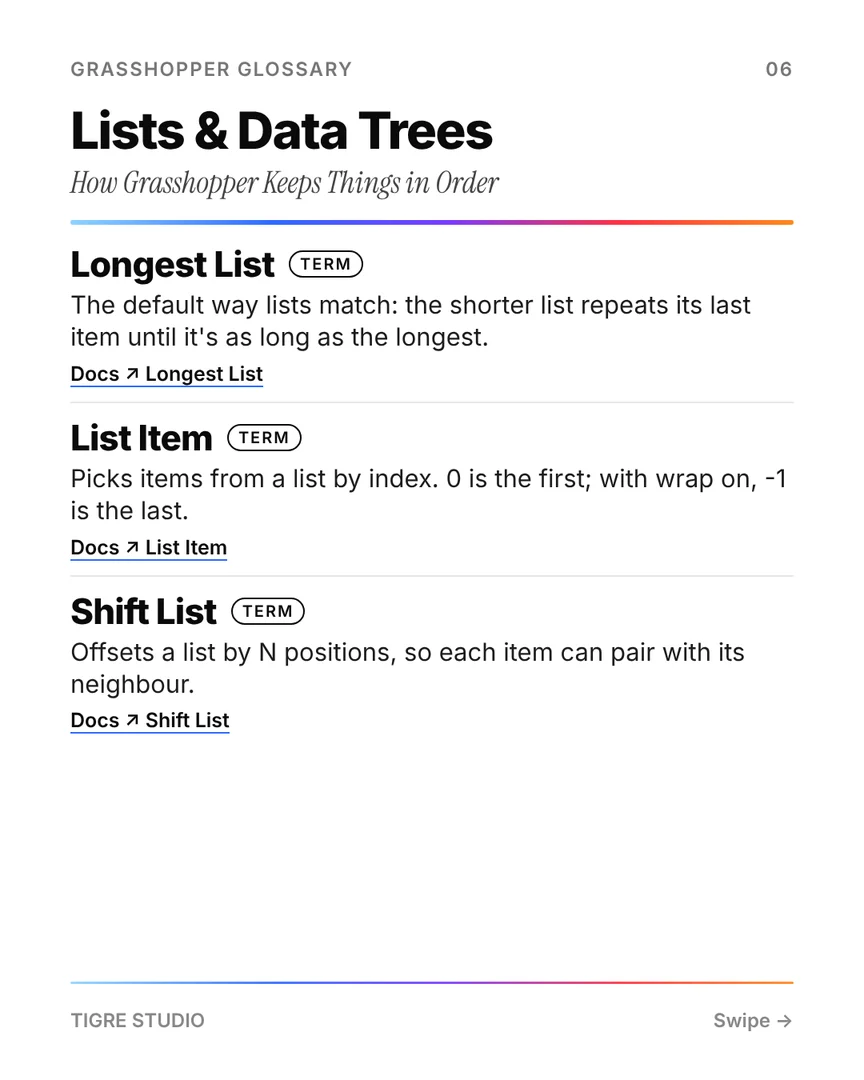 GRASSHOPPER GLOSSARY
06
Lists & Data Trees
How Grasshopper Keeps Things in Order
Longest List TERM
The default way lists match: the shorter list repeats its last
item until it's as long as the longest.
Docs ↗ Longest List
List Item TERM
Picks items from a list by index. 0 is the first; with wrap on, -1
is the last.
Docs ↗ List Item
Shift List TERM
Offsets a list by N positions, so each item can pair with its
neighbour.
Docs ↗ Shift List
TIGRE STUDIO
Swipe →